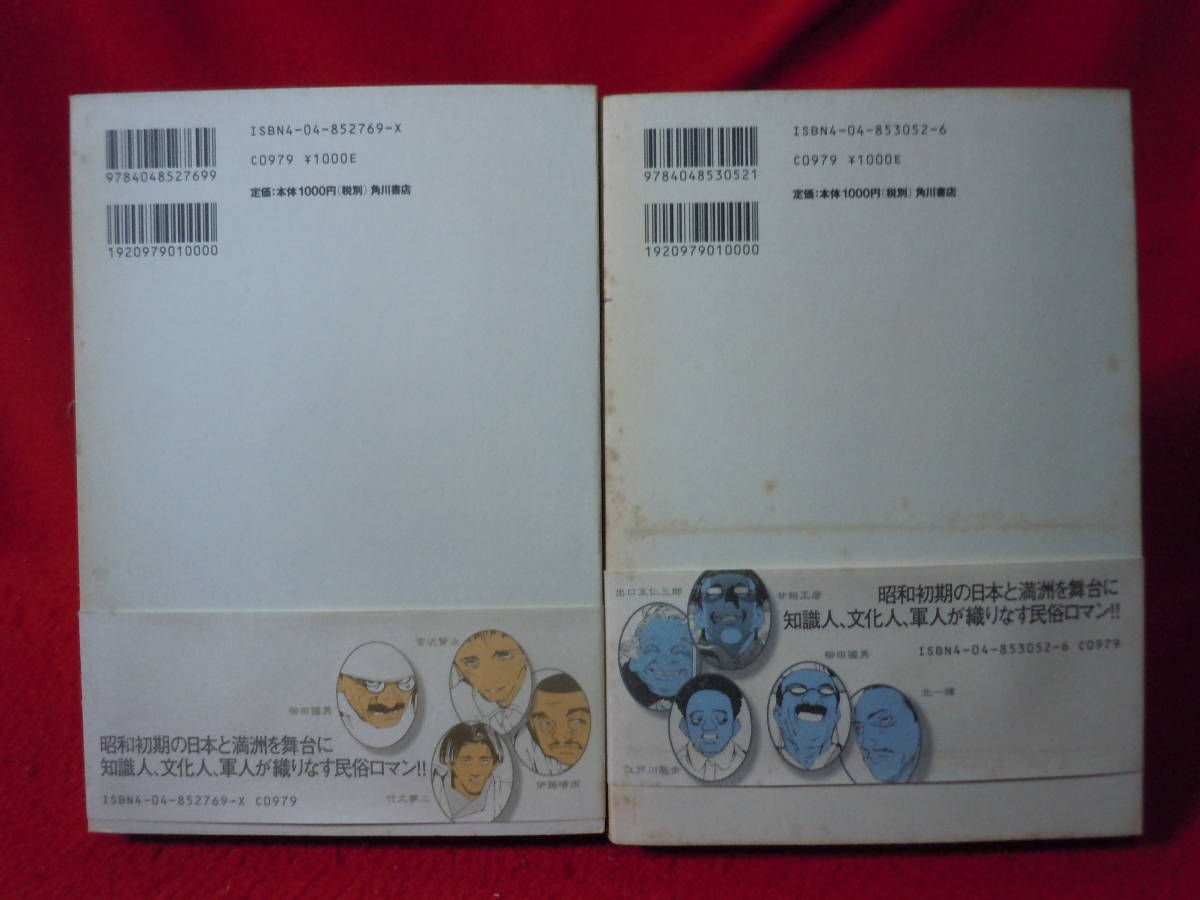 ISBN4-04-852769-X
9784048527699
C0979 ¥1000E
定価：本体1000円（税別）角川書店
1920979010000
宮沢賢治
柳田國男
昭和初期の日本と満洲を舞台に
知識人、文化人、軍人が織りなす民俗ロマン!!
伊藤晴雨
竹久夢二
ISBN4-04-852769-X C0979
ISBN4-04-853052-6
9784048530521
C0979 ¥1000E
定価：本体1000円（税別）角川書店
1920979010000
出口王仁三郎
甘粕正彦
昭和初期の日本と満洲を舞台に
知識人、文化人、軍人が織りなす民俗ロマン!!
柳田國男
ISBN4-04-853052-6 C0979
北一輝
江戸川亂歩